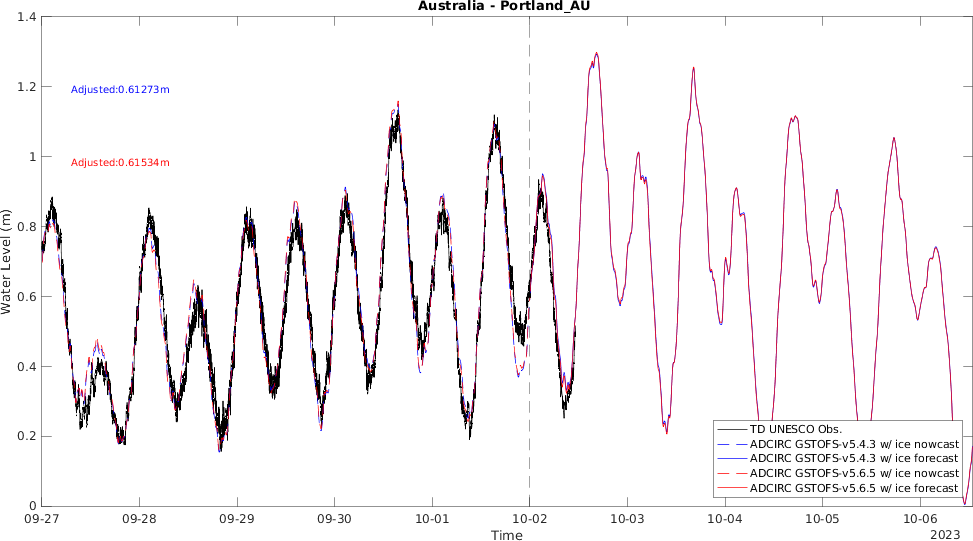 Australia - Portland_AU
1.4
1.2
1
0.8
0.6
0.4
0.2
0
Water Level (m)
Adjusted:0.61273m
Adjusted:0.61534m
TD UNESCO Obs.
ADCIRC GSTOFS-v5.4.3 w/ ice nowcast
ADCIRC GSTOFS-v5.4.3 w/ ice forecast
ADCIRC GSTOFS-v5.6.5 w/ ice nowcast
ADCIRC GSTOFS-v5.6.5 w/ ice forecast
09-27 09-28 09-29 09-30 10-01 10-02 10-03 10-04 10-05 10-06
Time
2023